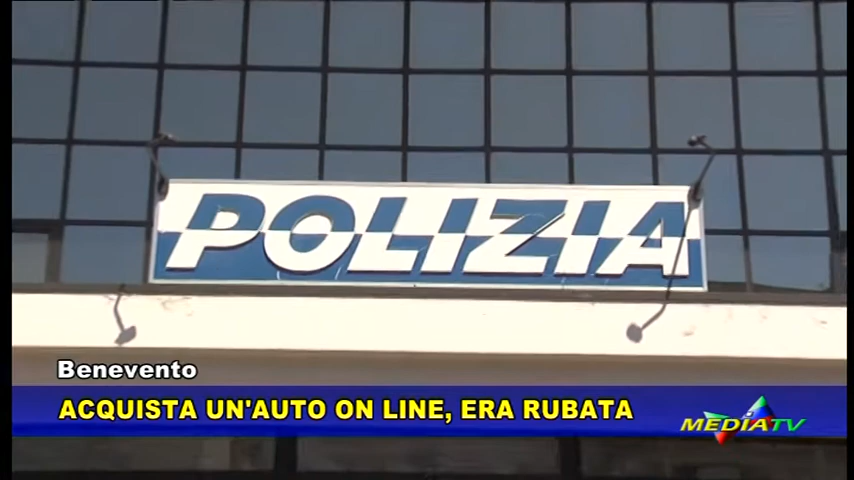 POLIZIA
Benevento
ACQUISTA UN'AUTO ON LINE, ERA RUBATA
MEDIATV